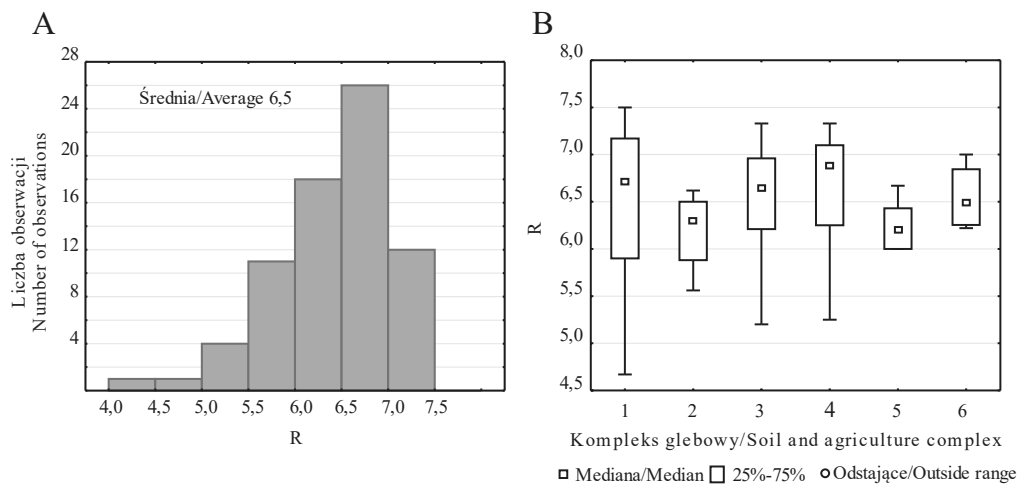 A
28
24
20
16
12
8
4
Średnia/Average 6,5
Liczba obserwacji
Number of observations
4,0 4,5 5,0 5,5 6,0 6,5 7,0 7,5
R
B
8,0
7,5
7,0
6,5
6,0
5,5
5,0
4,5
R
1 2 3 4 5 6
Kompleks glebowy/Soil and agriculture complex
Mediana/Median 25%-75% Odstające/Outside range